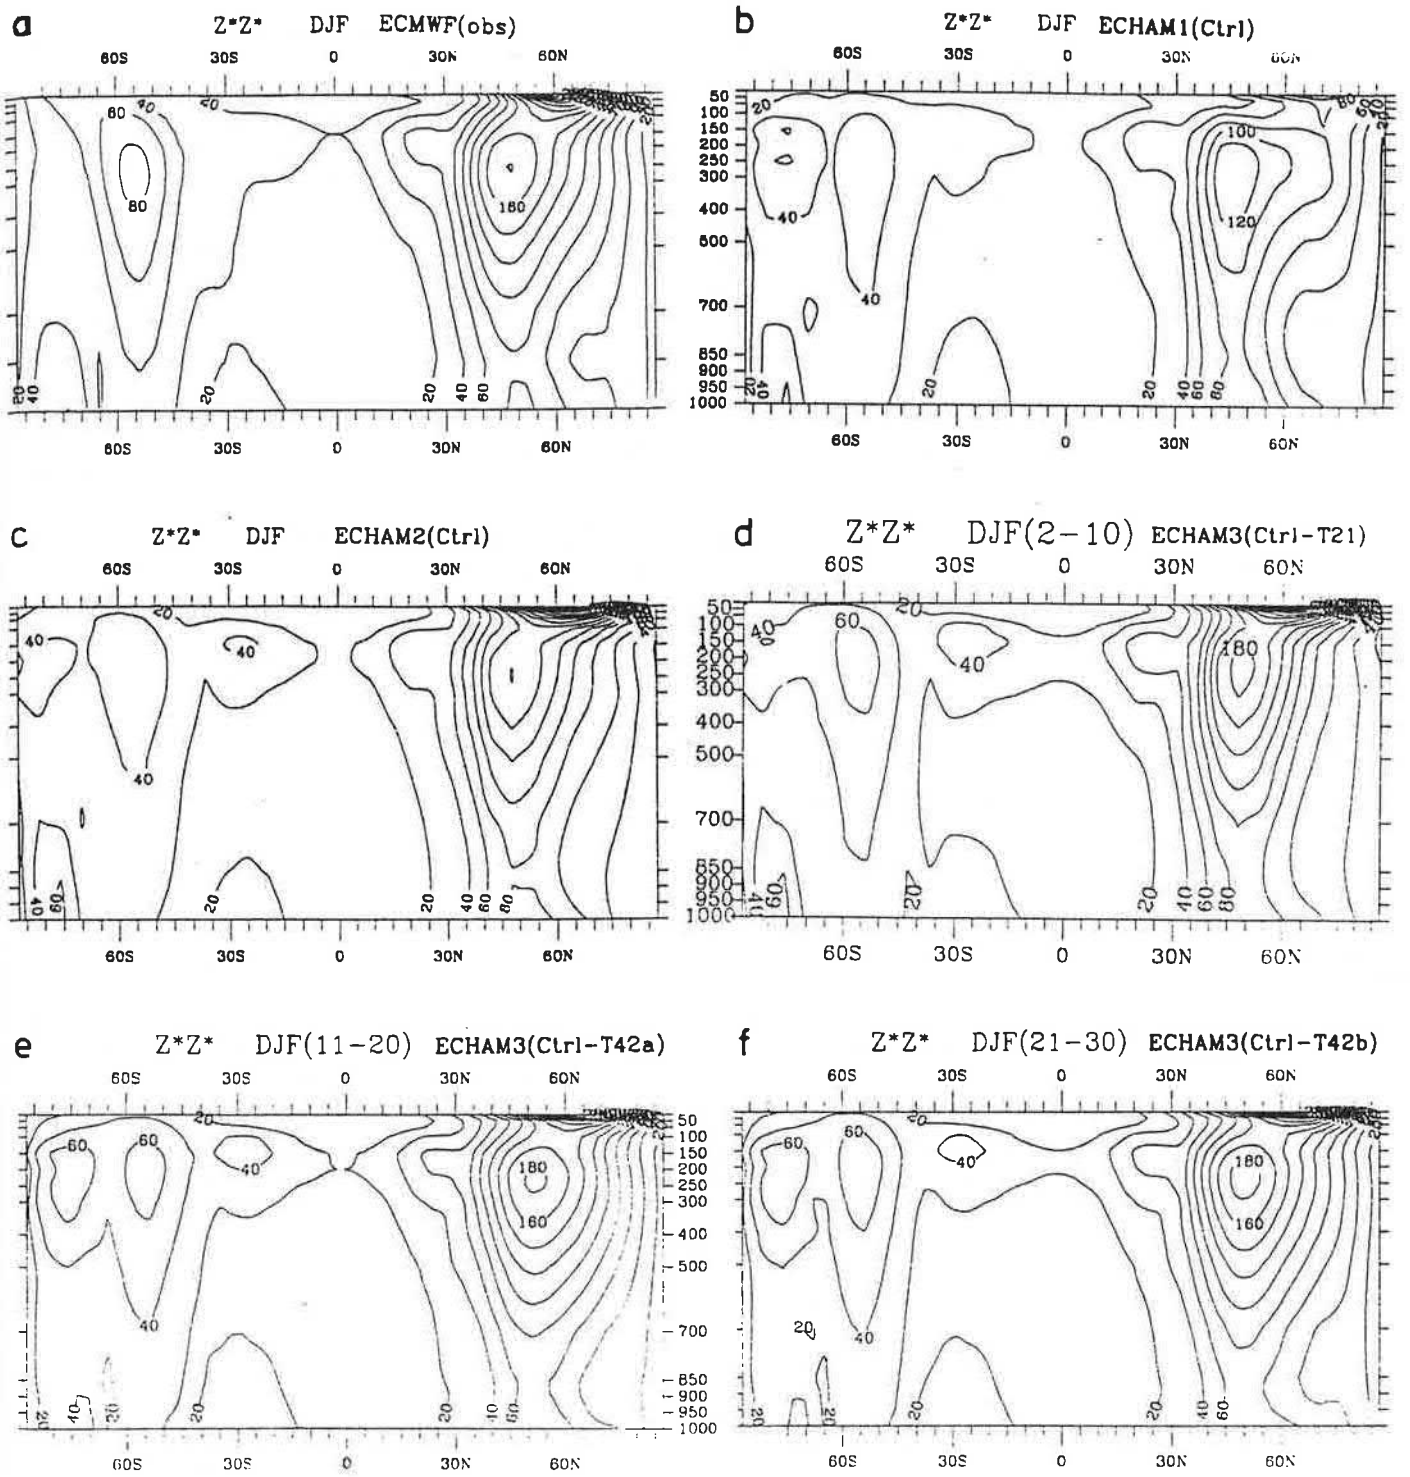 a Z*Z* DJF ECMWF(obs)
60S 30S 0 30N 60N
60 40 20
80
180
20 40 20 20 40 60
60S 30S 0 30N 60N
b Z*Z* DJF ECHAM1(Ctrl)
60S 30S 0 30N 60N
50
100
150
200
250
300
400
500
700
850
900
950
1000
20 80
100
40
120
40
20 40 20 20 40 60 80
60S 30S 0 30N 60N
c Z*Z* DJF ECHAM2(Ctrl)
60S 30S 0 30N 60N
40 20
40
40
40 60 20 20 40 60 80
60S 30S 0 30N 60N
d Z*Z* DJF(2-10) ECHAM3(Ctrl-T21)
60S 30S 0 30N 60N
50
100
150
200
250
300
400
500
700
850
900
950
1000
40 60 20
40
180
40 60 20 20 40 60 80
60S 30S 0 30N 60N
e Z*Z* DJF(11-20) ECHAM3(Ctrl-T42a)
60S 30S 0 30N 60N
50
100
150
200
250
300
400
500
700
850
900
950
1000
20
60 60
40
180
160
40
20 40 20 20 20 40 60
60S 30S 0 30N 60N
f Z*Z* DJF(21-30) ECHAM3(Ctrl-T42b)
60S 30S 0 30N 60N
20
60 60
40
180
160
20 40
20 20 20 20 40 60
60S 30S 0 30N 60N